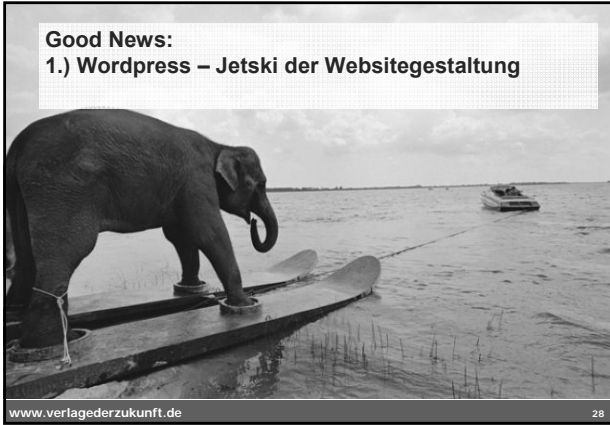 Good News:
1.) Wordpress – Jetski der Websitegestaltung
www.verlagederzukunft.de
28